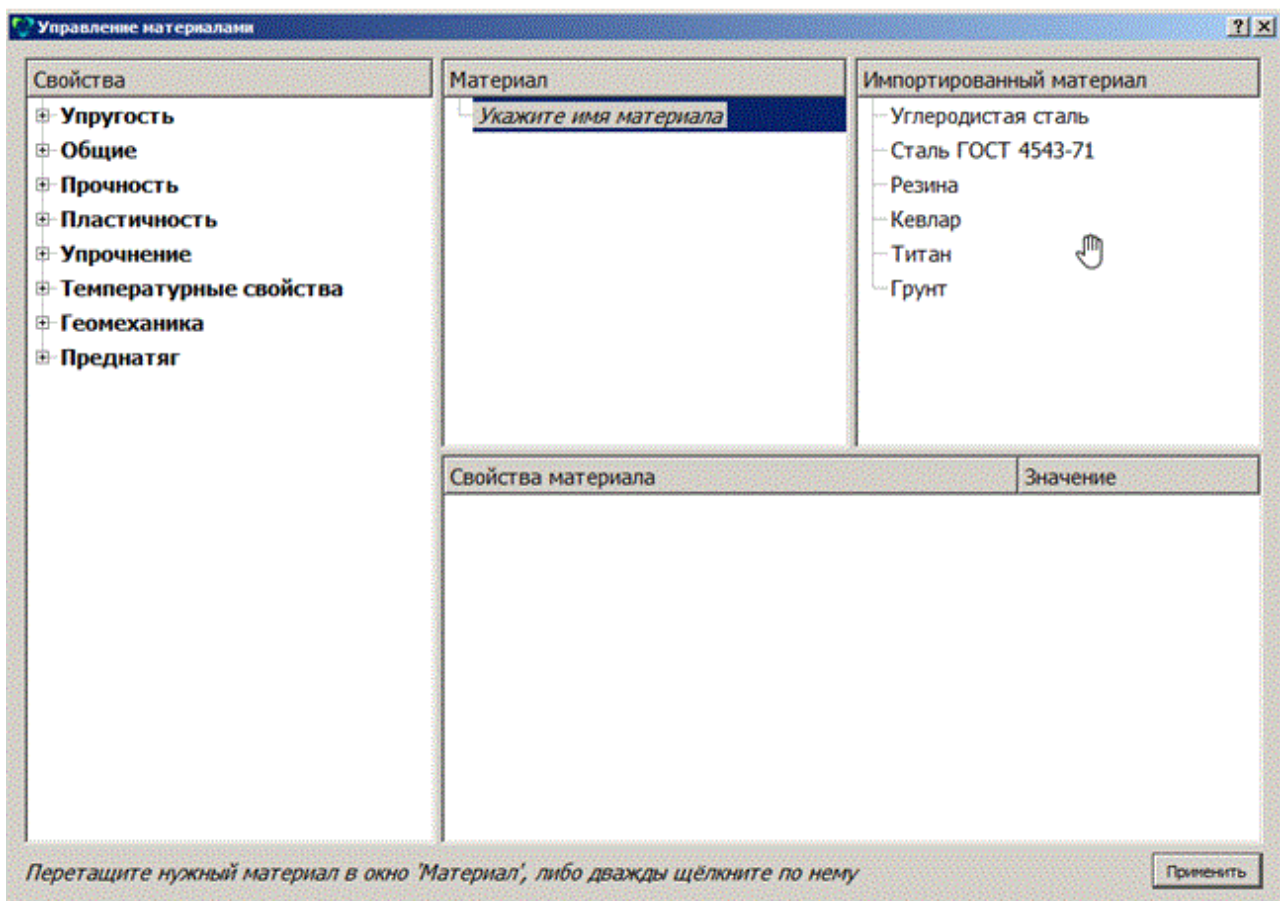 Управление материалами
Свойства
Упругость
Общие
Прочность
Пластичность
Упрочнение
Температурные свойства
Геомеханика
Преднатяг
Материал
Укажите имя материала
Импортированный материал
Углеродистая сталь
Сталь ГОСТ 4543-71
Резина
Кевлар
Титан
Грунт
Свойства материала Значение
Перетащите нужный материал в окно 'Материал', либо дважды щёлкните по нему
Применить